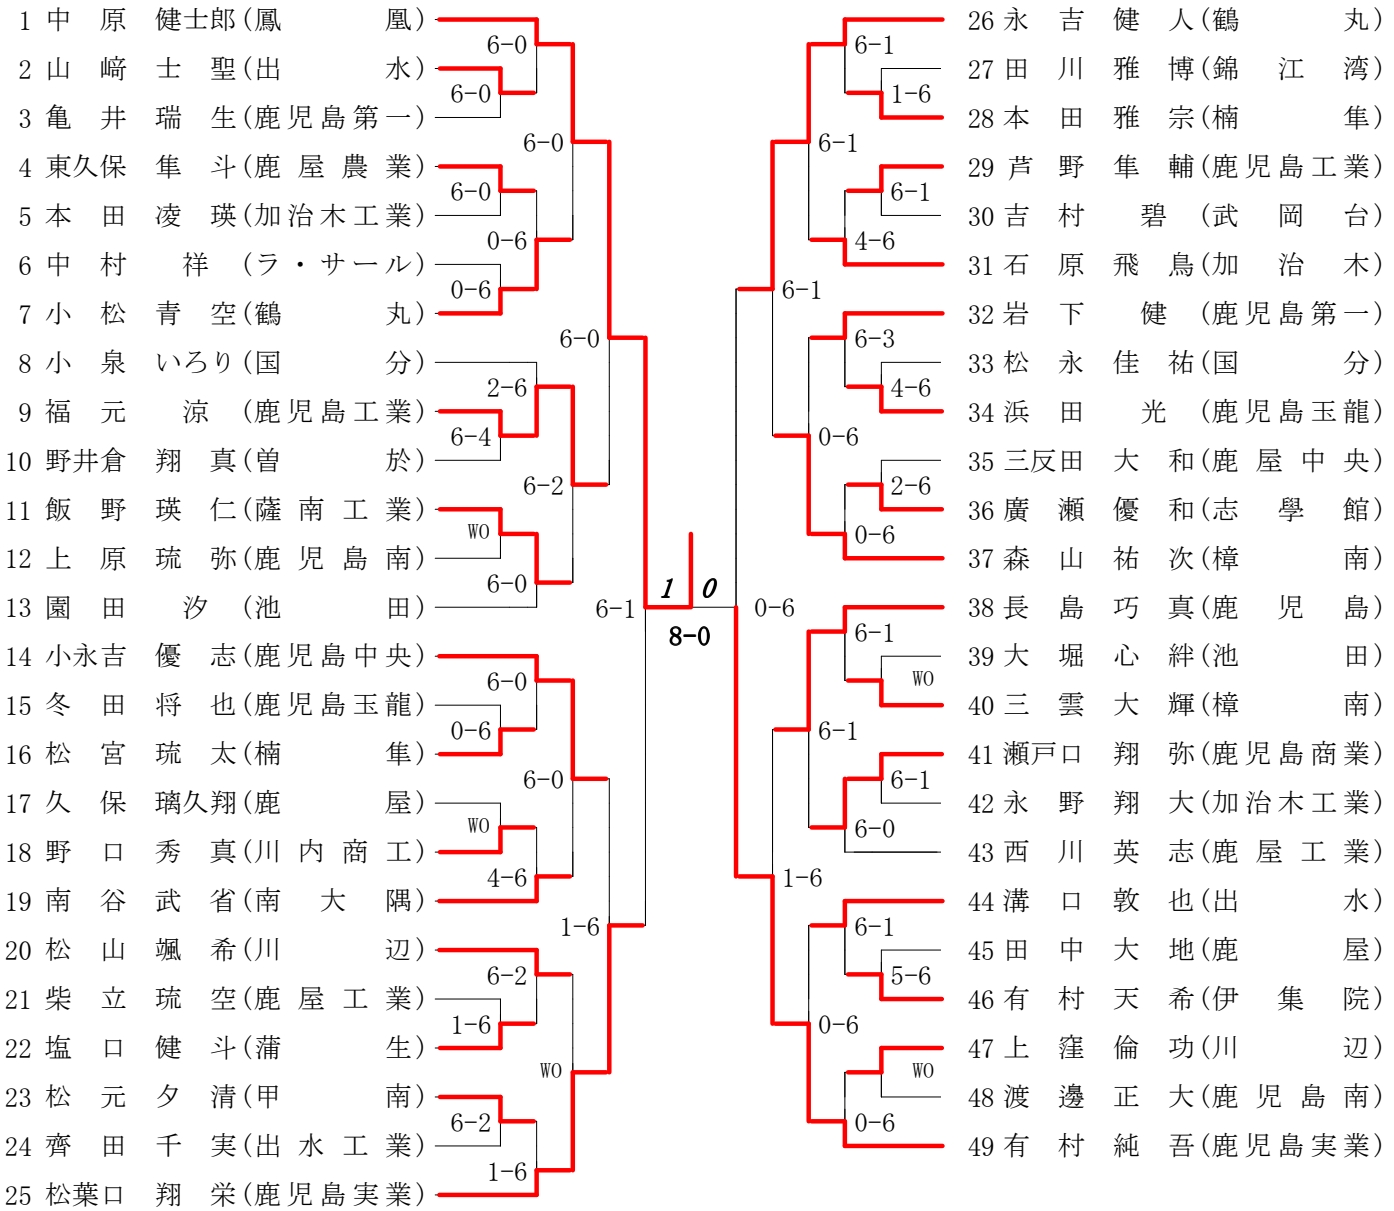 1 中原 健士郎 (鳳凰)
6-0
2 山﨑 士聖 (出水)
6-0
3 亀井 瑞生 (鹿児島第一)
6-0
4 東久保 隼斗 (鹿屋農業)
6-0
5 本田 凌瑛 (加治木工業)
0-6
6 中村 祥 (ラ・サール)
0-6
7 小松 青空 (鶴丸)
6-0
8 小泉 いろり (国分)
2-6
9 福元 涼 (鹿児島工業)
6-4
10 野井倉 翔真 (曽於)
6-2
11 飯野 瑛仁 (薩南工業)
WO
12 上原 琉弥 (鹿児島南)
6-0
13 園田 汐 (池田)
6-1
14 小永吉 優志 (鹿児島中央)
6-0
15 冬田 将也 (鹿児島玉龍)
0-6
16 松宮 琉太 (楠隼)
6-0
17 久保 璃久翔 (鹿屋)
WO
18 野口 秀真 (川内商工)
4-6
19 南谷 武省 (南大隅)
1-6
20 松山 颯希 (川辺)
6-2
21 柴立 琉空 (鹿屋工業)
1-6
22 塩口 健斗 (蒲生)
WO
23 松元 夕清 (甲南)
6-2
24 齊田 千実 (出水工業)
1-6
25 松葉口 翔栄 (鹿児島実業)
1 0
8-0
26 永吉 健人 (鶴丸)
6-1
27 田川 雅博 (錦江湾)
1-6
28 本田 雅宗 (楠隼)
6-1
29 芦野 隼輔 (鹿児島工業)
6-1
30 吉村 碧 (武岡台)
4-6
31 石原 飛鳥 (加治木)
6-1
32 岩下 健 (鹿児島第一)
6-3
33 松永 佳祐 (国分)
4-6
34 浜田 光 (鹿児島玉龍)
0-6
35 三反田 大和 (鹿屋中央)
2-6
36 廣瀬 優和 (志學館)
0-6
37 森山 祐次 (樟南)
0-6
38 長島 巧真 (鹿児島)
6-1
39 大堀 心絆 (池田)
WO
40 三雲 大輝 (樟南)
6-1
41 瀬戸口 翔弥 (鹿児島商業)
6-1
42 永野 翔大 (加治木工業)
6-0
43 西川 英志 (鹿屋工業)
1-6
44 溝口 敦也 (出水)
6-1
45 田中 大地 (鹿屋)
5-6
46 有村 天希 (伊集院)
0-6
47 上窪 倫功 (川辺)
WO
48 渡邊 正大 (鹿児島南)
0-6
49 有村 純吾 (鹿児島実業)